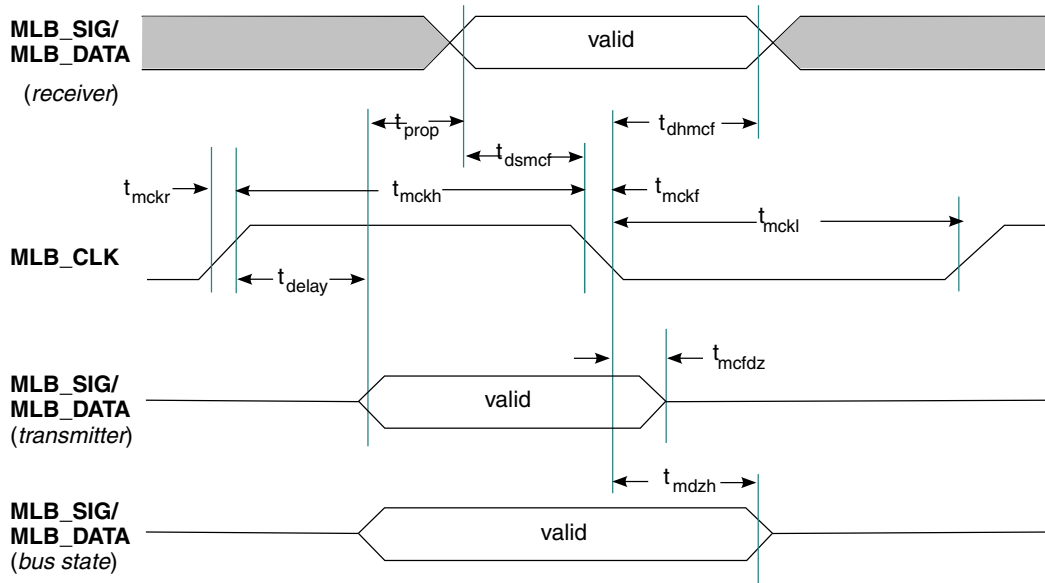 MLB_SIG/
MLB_DATA
(receiver)
valid
tprop
tdhmcf
tdsmcf
tmckr
tmckh
tmckf
tmckl
MLB_CLK
tdelay
tmcfdz
MLB_SIG/
MLB_DATA
(transmitter)
valid
tmdzh
MLB_SIG/
MLB_DATA
(bus state)
valid